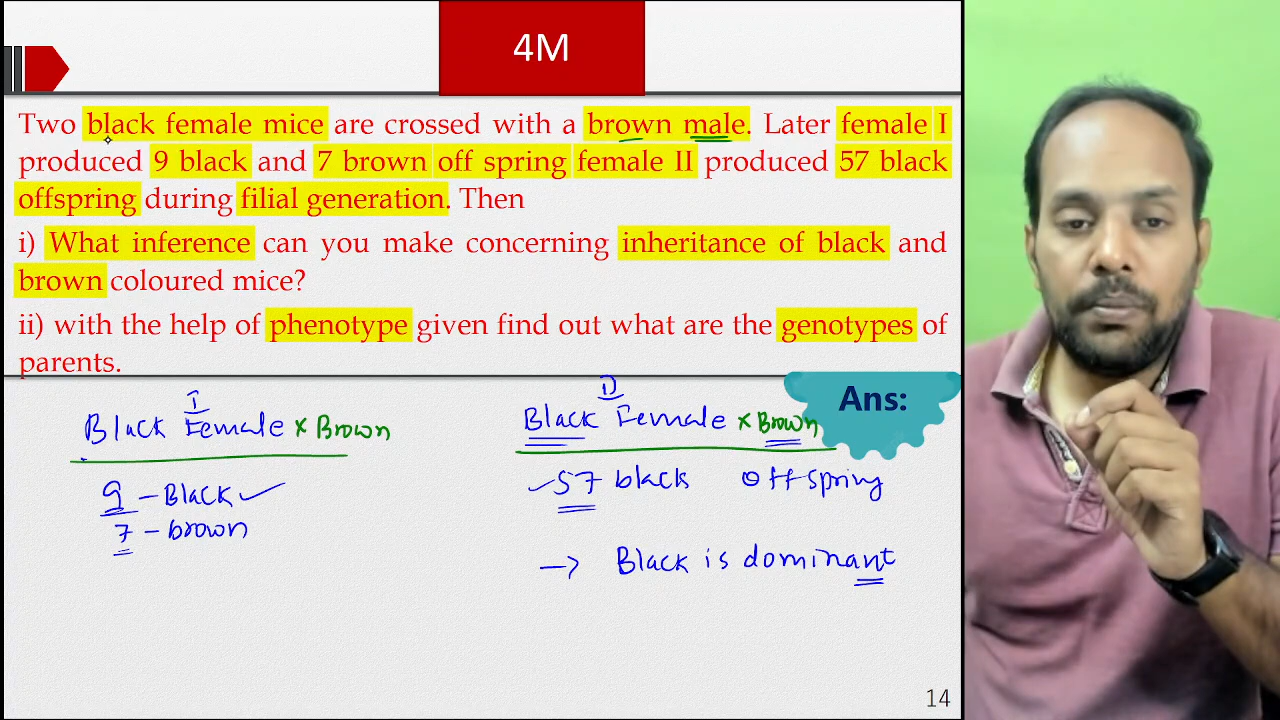 4M
Two black female mice are crossed with a brown male. Later female I
produced 9 black and 7 brown off spring female II produced 57 black
offspring during filial generation. Then
i) What inference can you make concerning inheritance of black and
brown coloured mice?
ii) with the help of phenotype given find out what are the genotypes of
parents.
Ans:
I
Black Female × Brown
9 - Black ✓
7 - brown
II
Black Female × Brown
57 black offspring
→ Black is dominant
14